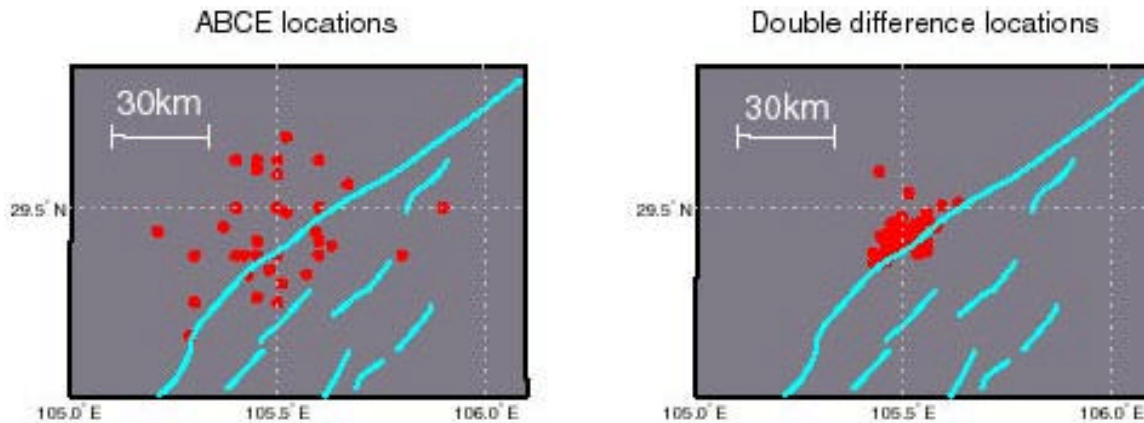 ABCE locations
Double difference locations
30km
30km
29.5° N
29.5° N
105.0° E
105.5° E
106.0° E
105.0° E
105.5° E
106.0° E